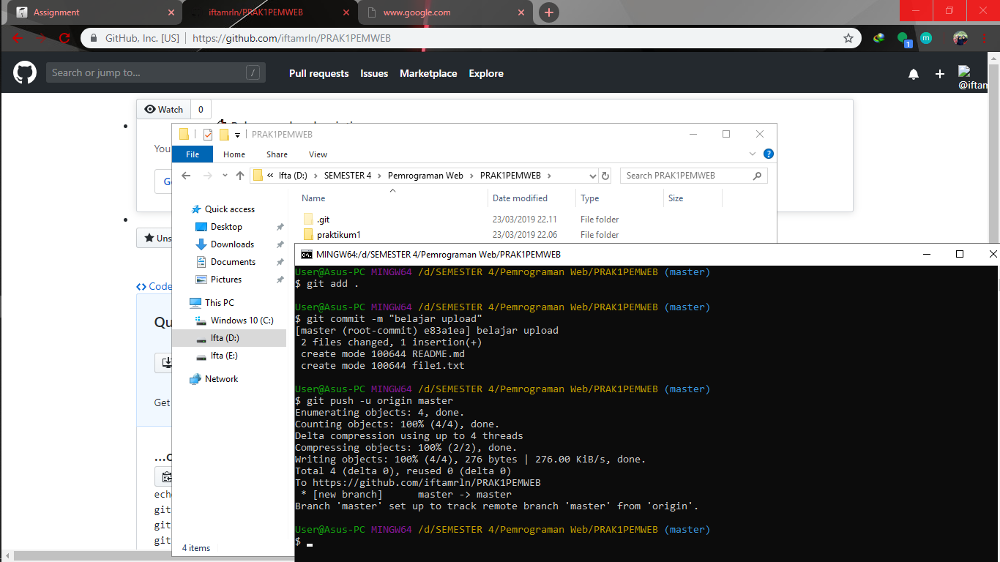 Assignment
iftamrln/PRAK1PEMWEB
www.google.com
GitHub, Inc. [US] | https://github.com/iftamrln/PRAK1PEMWEB
1
m
Search or jump to...
/
Pull requests Issues Marketplace Explore
@iftam
Watch 0
You
Uns
Code
Qu
Get
...c
ech
git
git
git
PRAK1PEMWEB
File Home Share View
« Ifta (D:) › SEMESTER 4 › Pemrograman Web › PRAK1PEMWEB ›
Search PRAK1PEMWEB
Name Date modified Type Size
.git 23/03/2019 22.11 File folder
praktikum1 23/03/2019 22.06 File folder
Quick access
Desktop
Downloads
Documents
Pictures
This PC
Windows 10 (C:)
Ifta (D:)
Ifta (E:)
Network
4 items
MINGW64:/d/SEMESTER 4/Pemrograman Web/PRAK1PEMWEB
User@Asus-PC MINGW64 /d/SEMESTER 4/Pemrograman Web/PRAK1PEMWEB (master)
$ git add .
User@Asus-PC MINGW64 /d/SEMESTER 4/Pemrograman Web/PRAK1PEMWEB (master)
$ git commit -m "belajar upload"
[master (root-commit) e83a1ea] belajar upload
2 files changed, 1 insertion(+)
create mode 100644 README.md
create mode 100644 file1.txt
User@Asus-PC MINGW64 /d/SEMESTER 4/Pemrograman Web/PRAK1PEMWEB (master)
$ git push -u origin master
Enumerating objects: 4, done.
Counting objects: 100% (4/4), done.
Delta compression using up to 4 threads
Compressing objects: 100% (2/2), done.
Writing objects: 100% (4/4), 276 bytes | 276.00 KiB/s, done.
Total 4 (delta 0), reused 0 (delta 0)
To https://github.com/iftamrln/PRAK1PEMWEB
* [new branch] master -> master
Branch 'master' set up to track remote branch 'master' from 'origin'.
User@Asus-PC MINGW64 /d/SEMESTER 4/Pemrograman Web/PRAK1PEMWEB (master)
$